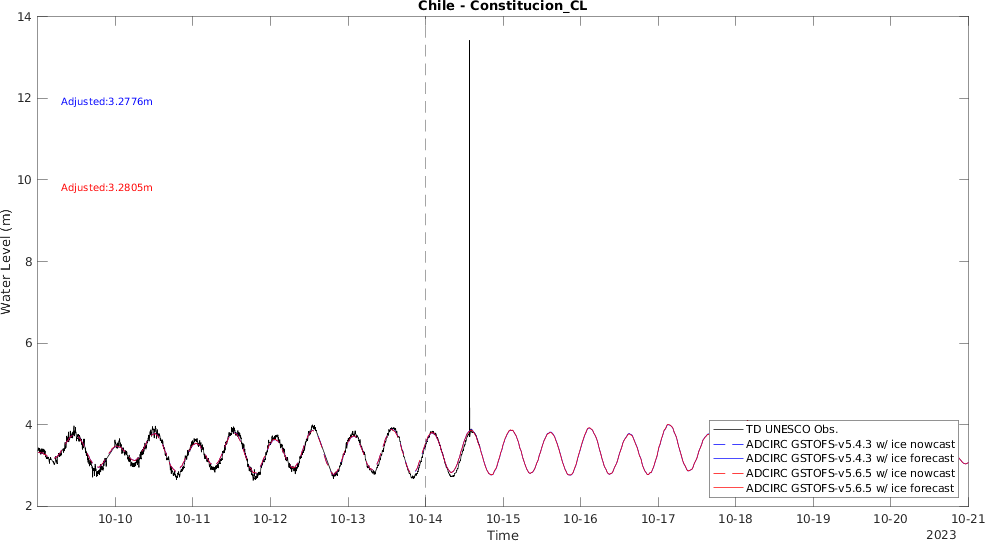 Chile - Constitucion_CL
14
12
10
8
6
4
2
Water Level (m)
Adjusted:3.2776m
Adjusted:3.2805m
TD UNESCO Obs.
ADCIRC GSTOFS-v5.4.3 w/ ice nowcast
ADCIRC GSTOFS-v5.4.3 w/ ice forecast
ADCIRC GSTOFS-v5.6.5 w/ ice nowcast
ADCIRC GSTOFS-v5.6.5 w/ ice forecast
10-10 10-11 10-12 10-13 10-14 10-15 10-16 10-17 10-18 10-19 10-20 10-21
Time
2023